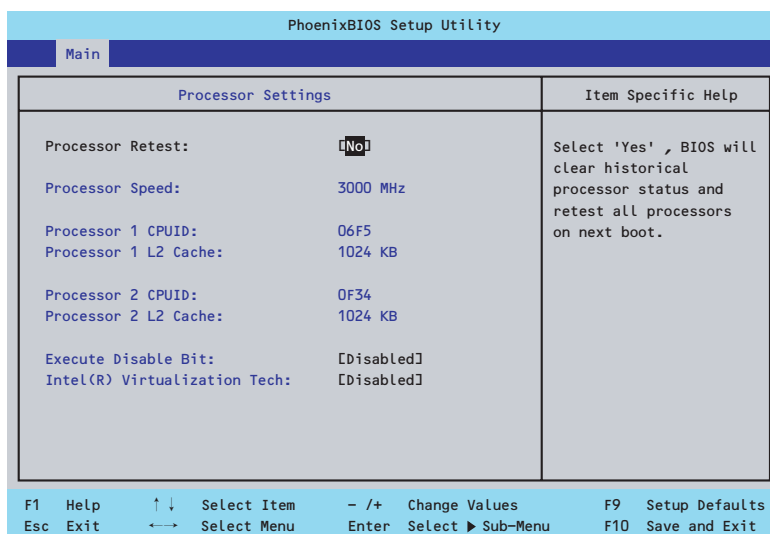 PhoenixBIOS Setup Utility
Main
Processor Settings
Item Specific Help
Processor Retest: [No]
Processor Speed: 3000 MHz
Processor 1 CPUID: 06F5
Processor 1 L2 Cache: 1024 KB
Processor 2 CPUID: 0F34
Processor 2 L2 Cache: 1024 KB
Execute Disable Bit: [Disabled]
Intel(R) Virtualization Tech: [Disabled]
Select 'Yes' , BIOS will
clear historical
processor status and
retest all processors
on next boot.
F1 Help ↑↓ Select Item – /+ Change Values F9 Setup Defaults
Esc Exit ←→ Select Menu Enter Select ▶ Sub–Menu F10 Save and Exit